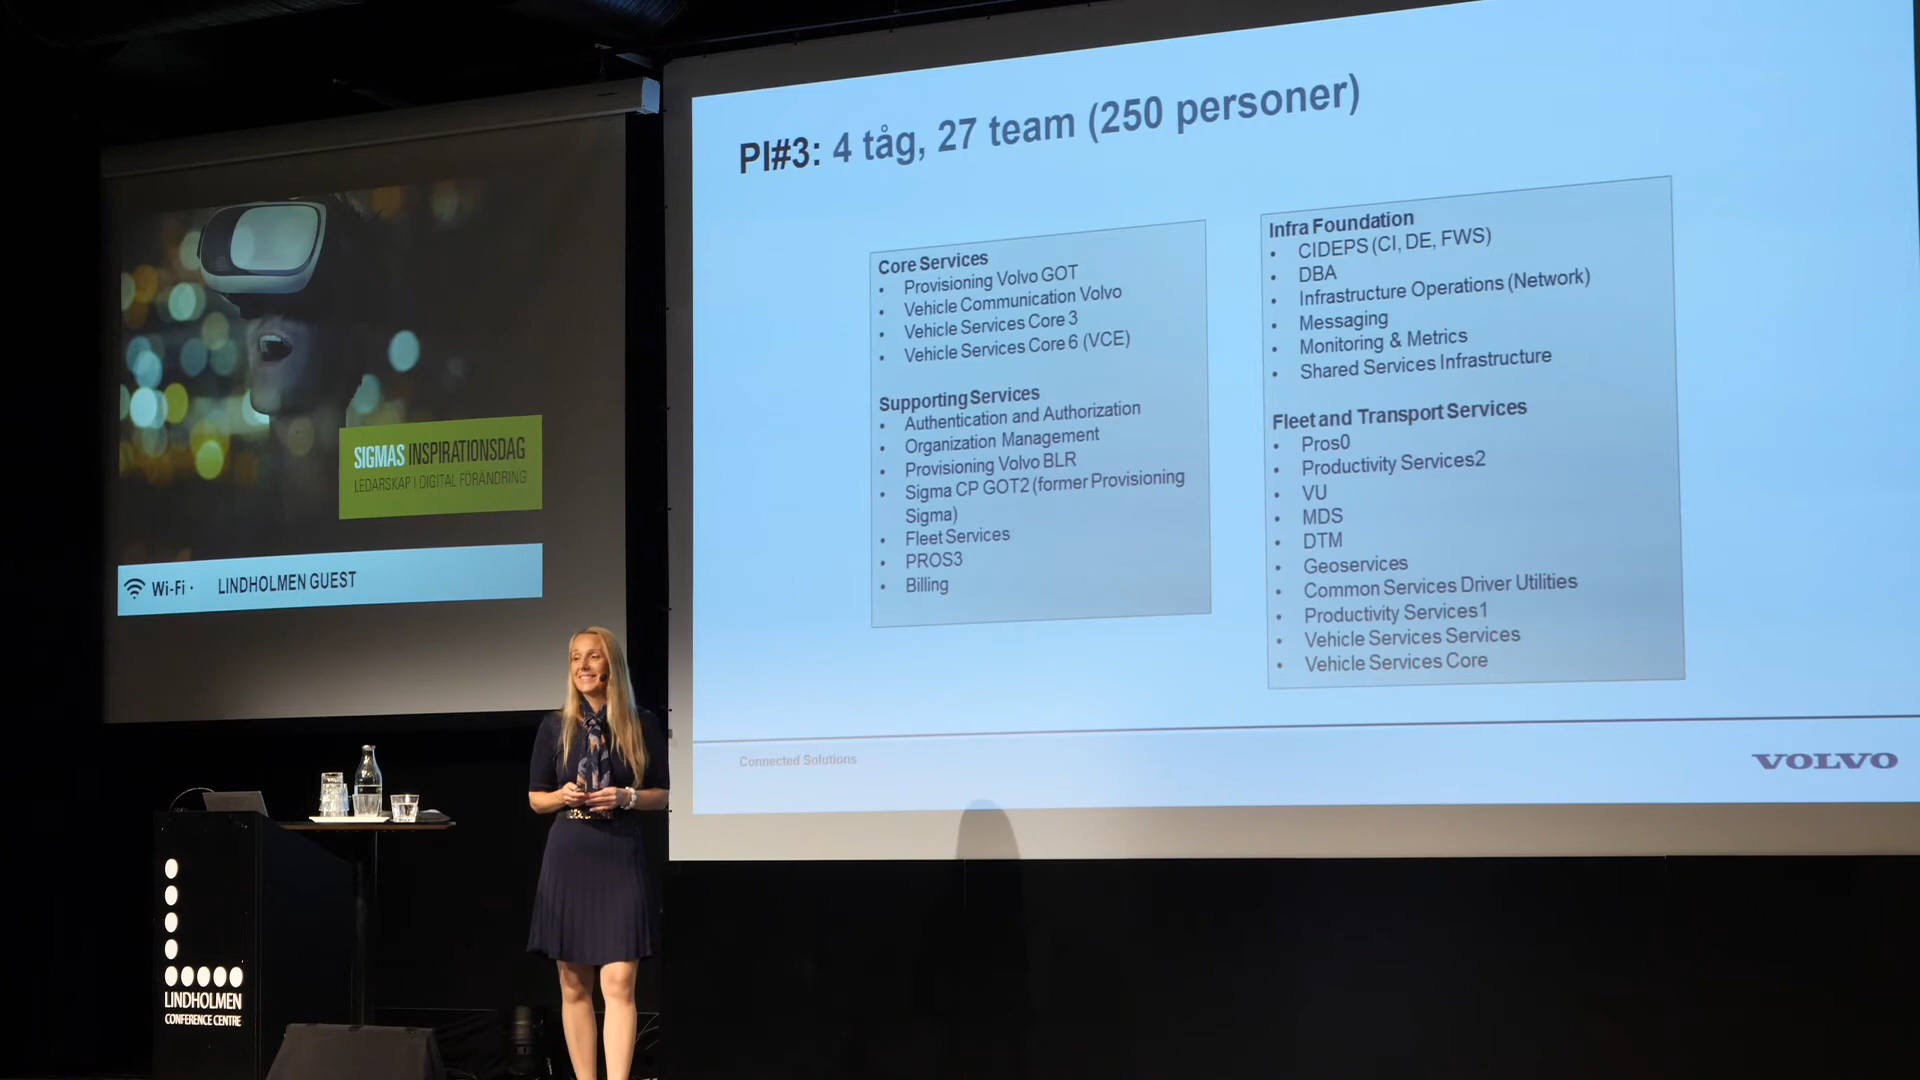 SIGMAS INSPIRATIONSDAG
LEDARSKAP I DIGITAL FÖRÄNDRING
Wi-Fi · LINDHOLMEN GUEST
LINDHOLMEN
CONFERENCE CENTRE
PI#3: 4 tåg, 27 team (250 personer)
Core Services
• Provisioning Volvo GOT
• Vehicle Communication Volvo
• Vehicle Services Core 3
• Vehicle Services Core 6 (VCE)
Supporting Services
• Authentication and Authorization
• Organization Management
• Provisioning Volvo BLR
• Sigma CP GOT2 (former Provisioning
Sigma)
• Fleet Services
• PROS3
• Billing
Infra Foundation
• CIDEPS (CI, DE, FWS)
• DBA
• Infrastructure Operations (Network)
• Messaging
• Monitoring & Metrics
• Shared Services Infrastructure
Fleet and Transport Services
• Pros0
• Productivity Services2
• VU
• MDS
• DTM
• Geoservices
• Common Services Driver Utilities
• Productivity Services1
• Vehicle Services Services
• Vehicle Services Core
Connected Solutions
VOLVO